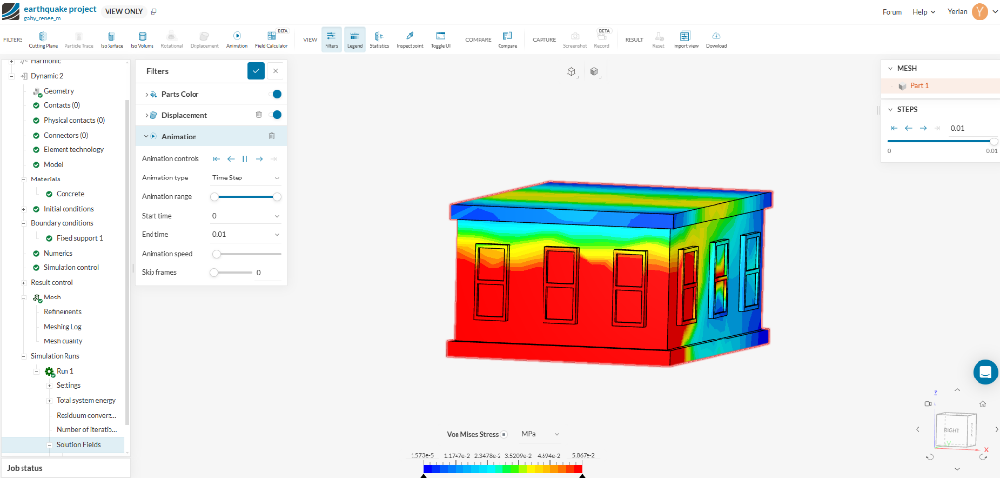 earthquake project
gaby_renee_m
VIEW ONLY
Forum
Help
Yerian
Y
FILTERS
Cutting Plane
Particle Trace
Iso Surface
Iso Volume
Rotational
Displacement
Animation
BETA
Field Calculator
VIEW
Filters
Legend
Statistics
Inspect point
Toggle UI
COMPARE
Compare
CAPTURE
Screenshot
BETA
Record
RESULT
Reset
Import view
Download
Harmonic
Dynamic 2
Geometry
Contacts (0)
Physical contacts (0)
Connectors (0)
Element technology
Model
Materials
Concrete
Initial conditions
Boundary conditions
Fixed support 1
Numerics
Simulation control
Result control
Mesh
Refinements
Meshing Log
Mesh quality
Simulation Runs
Run 1
Settings
Total system energy
Residuum converg...
Number of iteratio...
Solution Fields
Job status
Filters
Parts Color
Displacement
Animation
Animation controls
Animation type Time Step
Animation range
Start time 0
End time 0.01
Animation speed
Skip frames 0
MESH
Part 1
STEPS
0.01
0 0.01
Von Mises Stress MPa
1.573e-5 1.1747e-2 2.3478e-2 3.5209e-2 4.694e-2 5.867e-2
Z
RIGHT
X